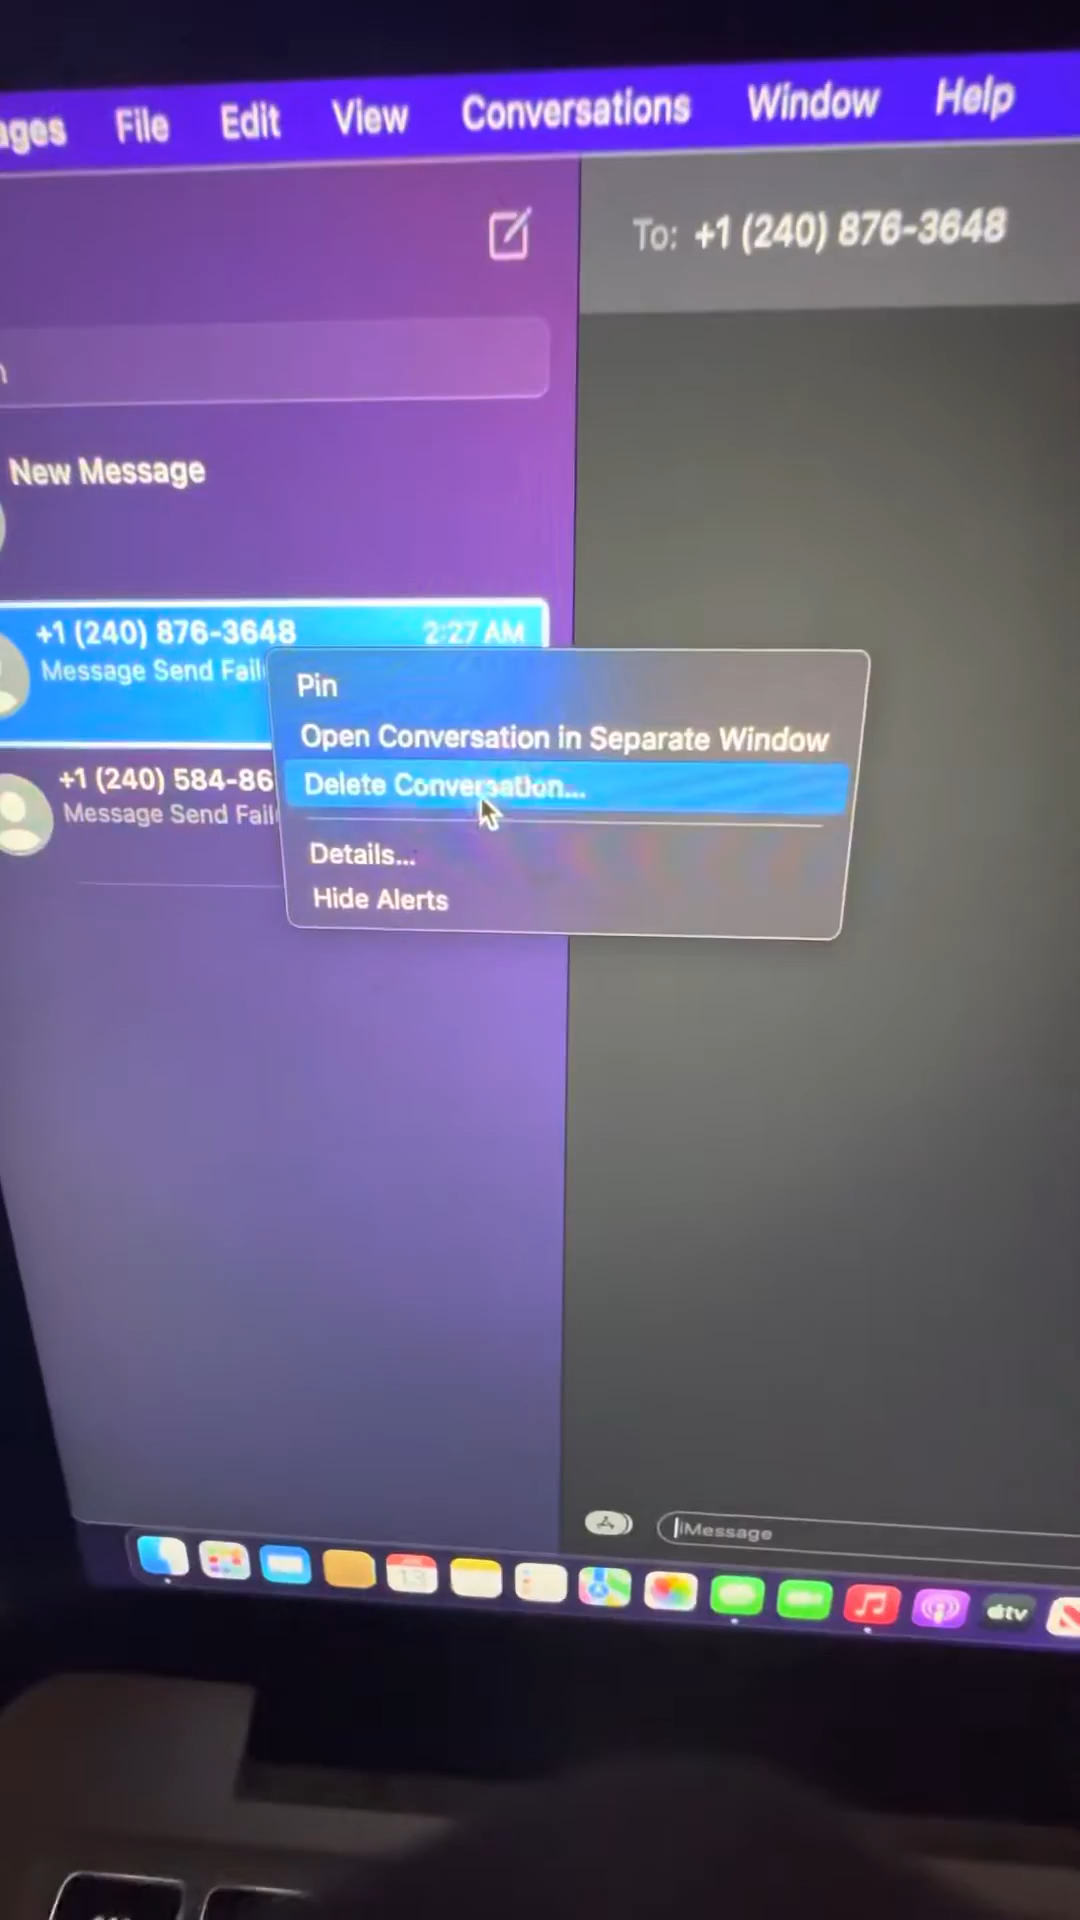 File Edit View Conversations Window Help
To: +1 (240) 876-3648
New Message
+1 (240) 876-3648 2:27 AM
Message Send Fail
Pin
Open Conversation in Separate Window
Delete Conversation...
+1 (240) 584-86
Message Send Fail
Details...
Hide Alerts
iMessage
13
tv